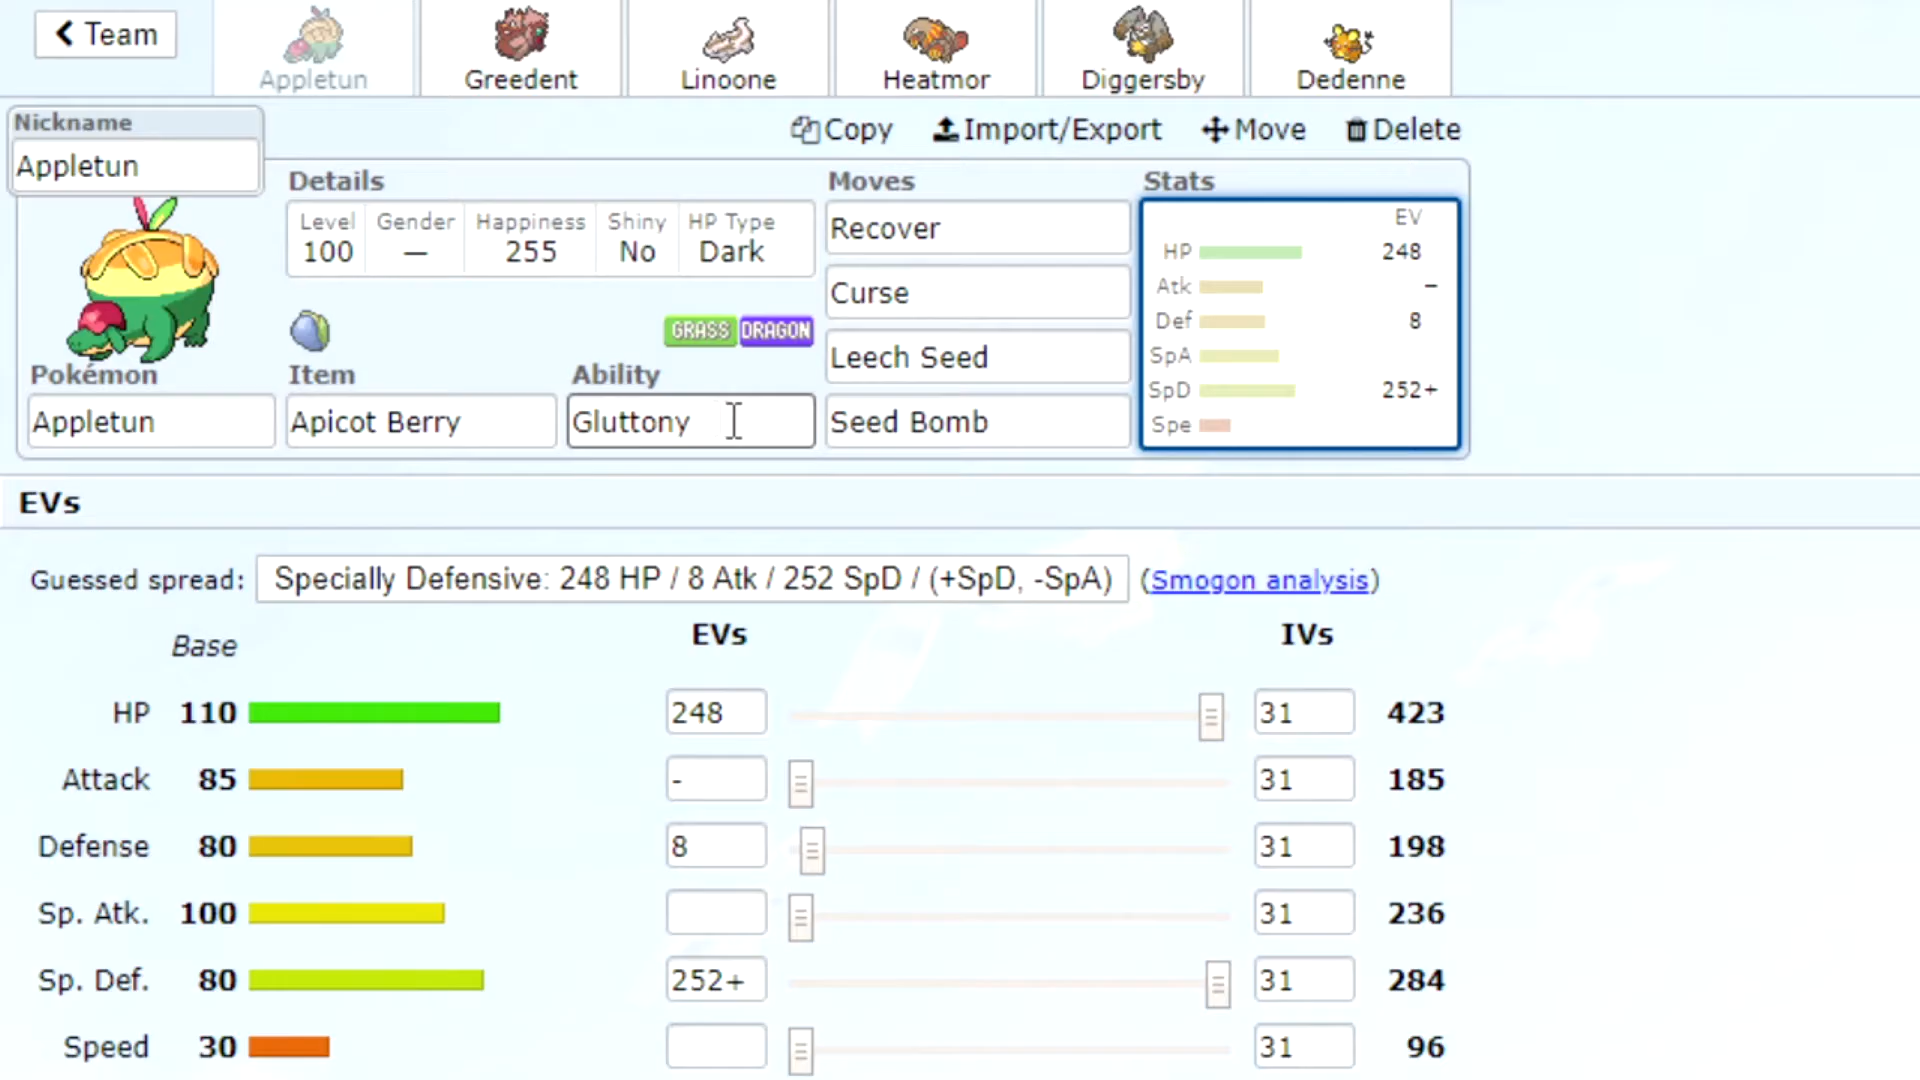 Team
Appletun
Greedent
Linoone
Heatmor
Diggersby
Dedenne
Copy
Import/Export
Move
Delete
Nickname
Appletun
Details
Level
100
Gender
—
Happiness
255
Shiny
No
HP Type
Dark
GRASS DRAGON
Pokémon
Appletun
Item
Apicot Berry
Ability
Gluttony
Moves
Recover
Curse
Leech Seed
Seed Bomb
Stats
EV
HP 248
Atk –
Def 8
SpA
SpD 252+
Spe
EVs
Guessed spread: Specially Defensive: 248 HP / 8 Atk / 252 SpD / (+SpD, -SpA) (Smogon analysis)
Base EVs IVs
HP 110 248 31 423
Attack 85 - 31 185
Defense 80 8 31 198
Sp. Atk. 100 31 236
Sp. Def. 80 252+ 31 284
Speed 30 31 96